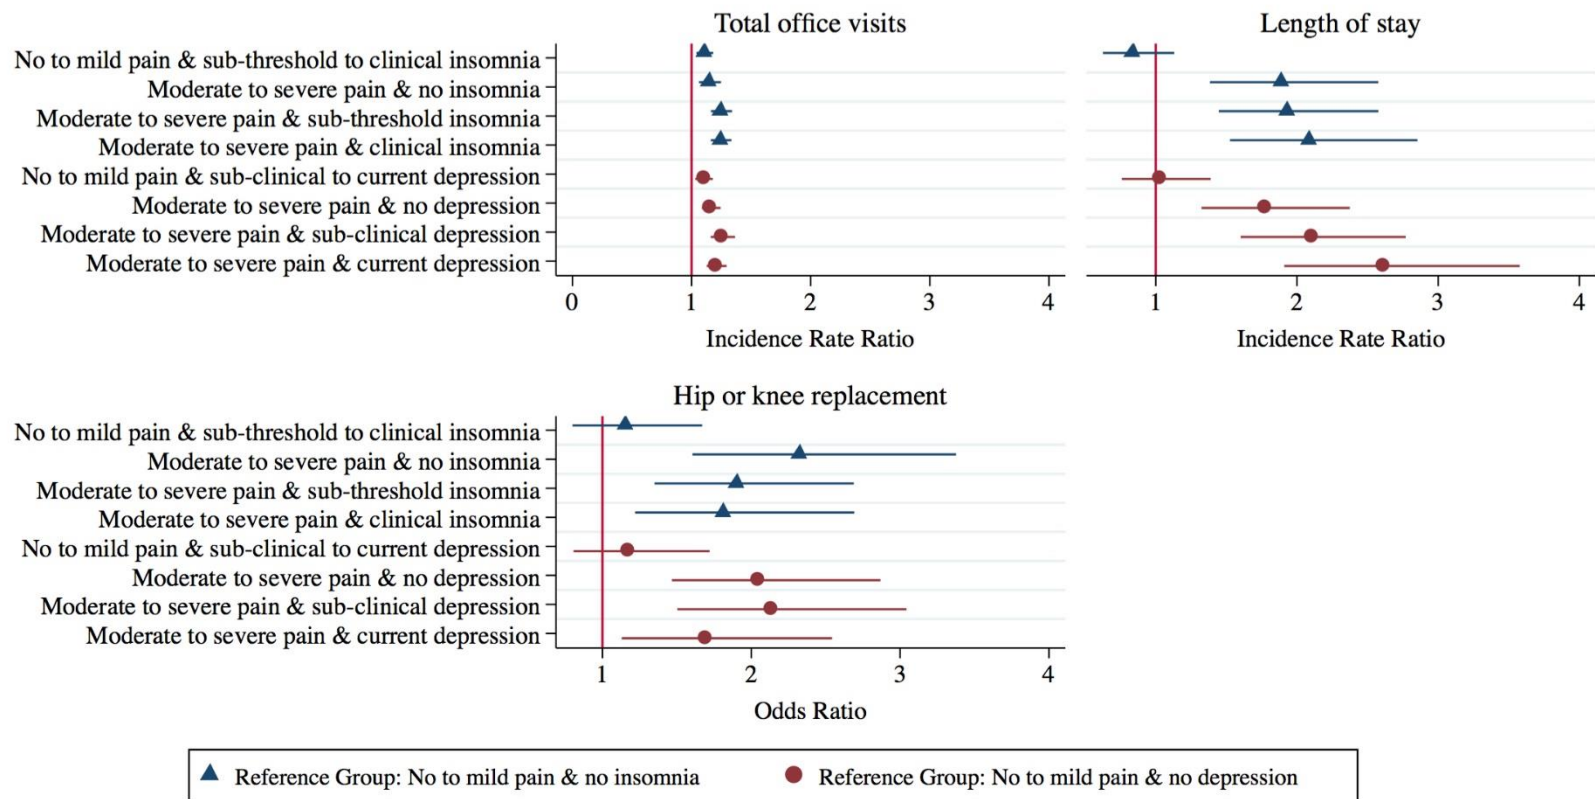 Total office visits
No to mild pain & sub-threshold to clinical insomnia
Moderate to severe pain & no insomnia
Moderate to severe pain & sub-threshold insomnia
Moderate to severe pain & clinical insomnia
No to mild pain & sub-clinical to current depression
Moderate to severe pain & no depression
Moderate to severe pain & sub-clinical depression
Moderate to severe pain & current depression
0 1 2 3 4
Incidence Rate Ratio
Length of stay
1 2 3 4
Incidence Rate Ratio
Hip or knee replacement
No to mild pain & sub-threshold to clinical insomnia
Moderate to severe pain & no insomnia
Moderate to severe pain & sub-threshold insomnia
Moderate to severe pain & clinical insomnia
No to mild pain & sub-clinical to current depression
Moderate to severe pain & no depression
Moderate to severe pain & sub-clinical depression
Moderate to severe pain & current depression
1 2 3 4
Odds Ratio
Reference Group: No to mild pain & no insomnia
Reference Group: No to mild pain & no depression